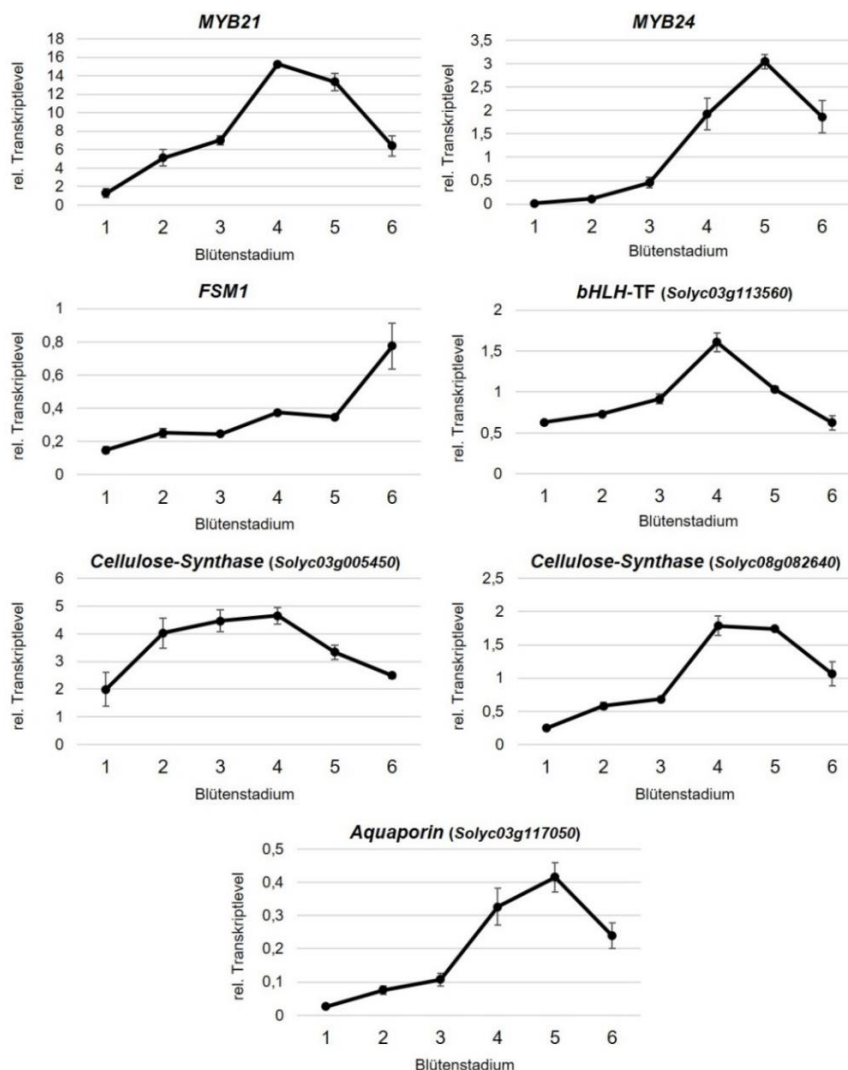 MYB21
18
16
14
12
10
8
6
4
2
0
rel. Transkriptlevel
1 2 3 4 5 6
Blütenstadium
MYB24
3,5
3
2,5
2
1,5
1
0,5
0
rel. Transkriptlevel
1 2 3 4 5 6
Blütenstadium
FSM1
1
0,8
0,6
0,4
0,2
0
rel. Transkriptlevel
1 2 3 4 5 6
Blütenstadium
bHLH-TF (Solyc03g113560)
2
1,5
1
0,5
0
rel. Transkriptlevel
1 2 3 4 5 6
Blütenstadium
Cellulose-Synthase (Solyc03g005450)
6
5
4
3
2
1
0
rel. Transkriptlevel
1 2 3 4 5 6
Blütenstadium
Cellulose-Synthase (Solyc08g082640)
2,5
2
1,5
1
0,5
0
rel. Transkriptlevel
1 2 3 4 5 6
Blütenstadium
Aquaporin (Solyc03g117050)
0,5
0,4
0,3
0,2
0,1
0
rel. Transkriptlevel
1 2 3 4 5 6
Blütenstadium